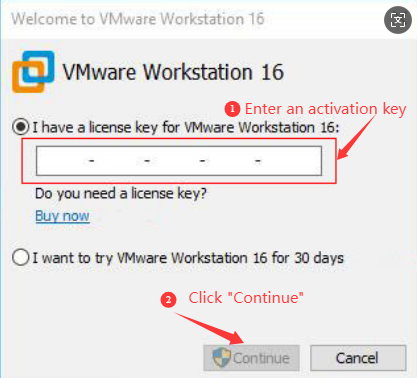 Welcome to VMware Workstation 16
VMware Workstation 16
1 Enter an activation key
I have a license key for VMware Workstation 16:
- - - -
Do you need a license key?
Buy now
I want to try VMware Workstation 16 for 30 days
2 Click "Continue"
Continue Cancel